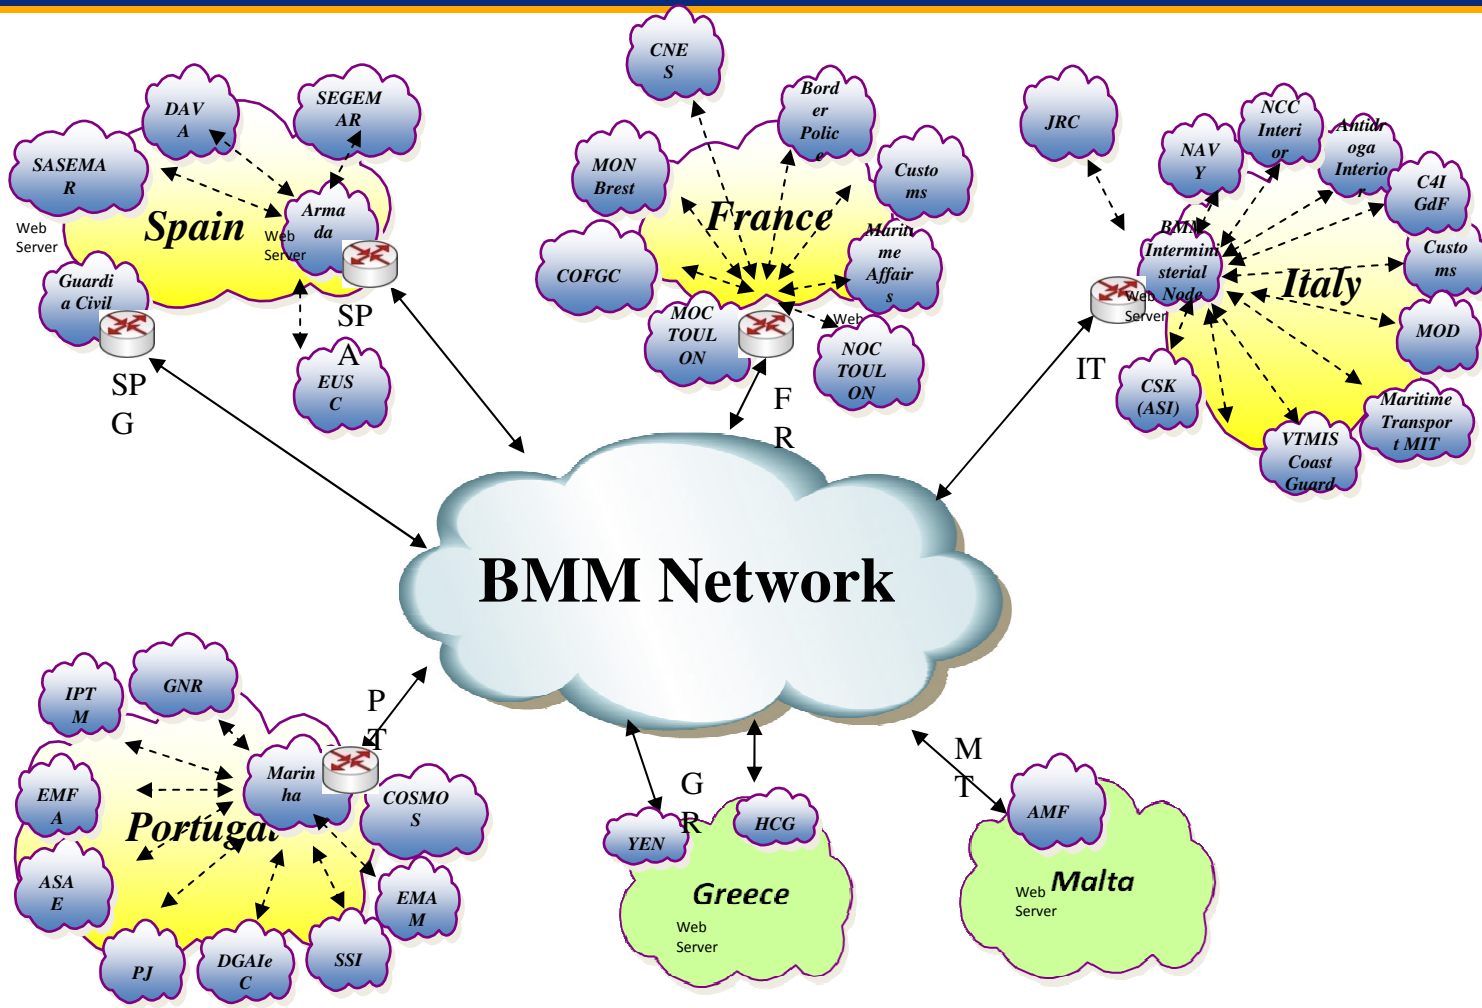 CNE
S
DAV
A
SEGEM
AR
SASEMA
R
Web
Server
Spain
Web
Server
Arma
da
Guardi
a Civil
SP
A
SP
G
EUS
C
Bord
er
Polic
e
MON
Brest
Custo
ms
France
COFGC
Mariti
me
Affair
s
MOC
TOUL
ON
Web
NOC
TOUL
ON
F
R
JRC
NAV
Y
NCC
Interi
or
Antidr
oga
Interio
r
C4I
GdF
BMM
Intermini
sterial
Node
Web
Server
Custo
ms
Italy
MOD
IT
CSK
(ASI)
Maritime
Transpor
t MIT
VTMIS
Coast
Guard
BMM Network
IPT
M
GNR
P
T
Marin
ha
EMF
A
Portugal
COSMO
S
ASA
E
EMA
M
PJ
DGAIe
C
SSI
G
R
YEN
HCG
Greece
Web
Server
M
T
AMF
Web
Server
Malta